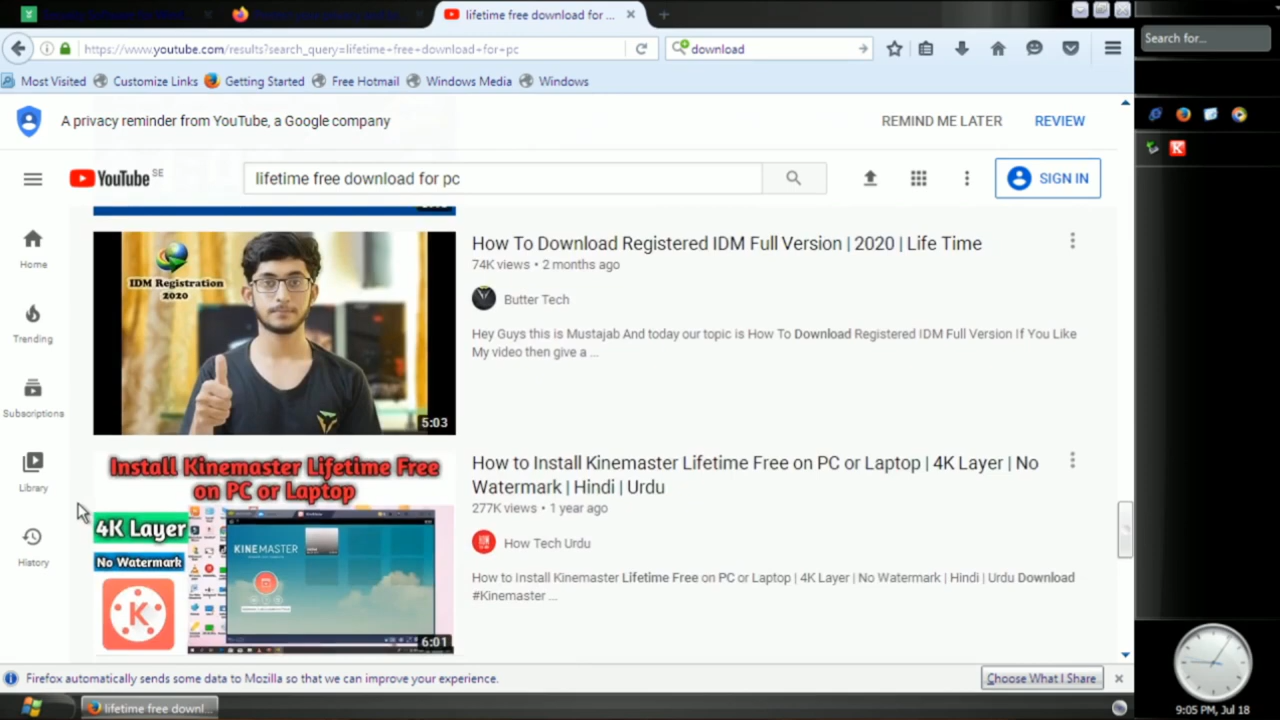 lifetime free download for ...
https://www.youtube.com/results?search_query=lifetime+free+download+for+pc
download
Search for...
Most Visited
Customize Links
Getting Started
Free Hotmail
Windows Media
Windows
A privacy reminder from YouTube, a Google company
REMIND ME LATER
REVIEW
YouTube SE
lifetime free download for pc
SIGN IN
Home
Trending
Subscriptions
Library
History
IDM Registration
2020
5:03
How To Download Registered IDM Full Version | 2020 | Life Time
74K views • 2 months ago
Butter Tech
Hey Guys this is Mustajab And today our topic is How To Download Registered IDM Full Version If You Like
My video then give a ...
Install Kinemaster Lifetime Free
on PC or Laptop
4K Layer
No Watermark
K
KINEMASTER
6:01
How to Install Kinemaster Lifetime Free on PC or Laptop | 4K Layer | No
Watermark | Hindi | Urdu
277K views • 1 year ago
How Tech Urdu
How to Install Kinemaster Lifetime Free on PC or Laptop | 4K Layer | No Watermark | Hindi | Urdu Download
#Kinemaster ...
Firefox automatically sends some data to Mozilla so that we can improve your experience.
Choose What I Share
lifetime free downl...
9:05 PM, Jul 18